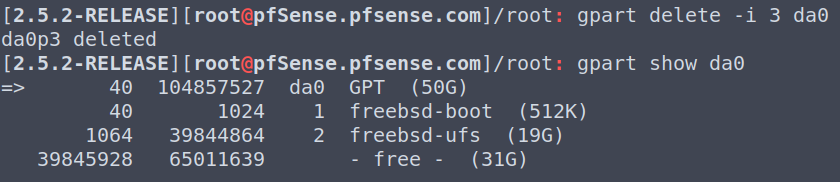 [2.5.2-RELEASE][root@pfSense.pfsense.com]/root: gpart delete -i 3 da0
da0p3 deleted
[2.5.2-RELEASE][root@pfSense.pfsense.com]/root: gpart show da0
=>       40  104857527  da0  GPT  (50G)
         40       1024    1  freebsd-boot  (512K)
       1064   39844864    2  freebsd-ufs  (19G)
   39845928   65011639       - free -  (31G)